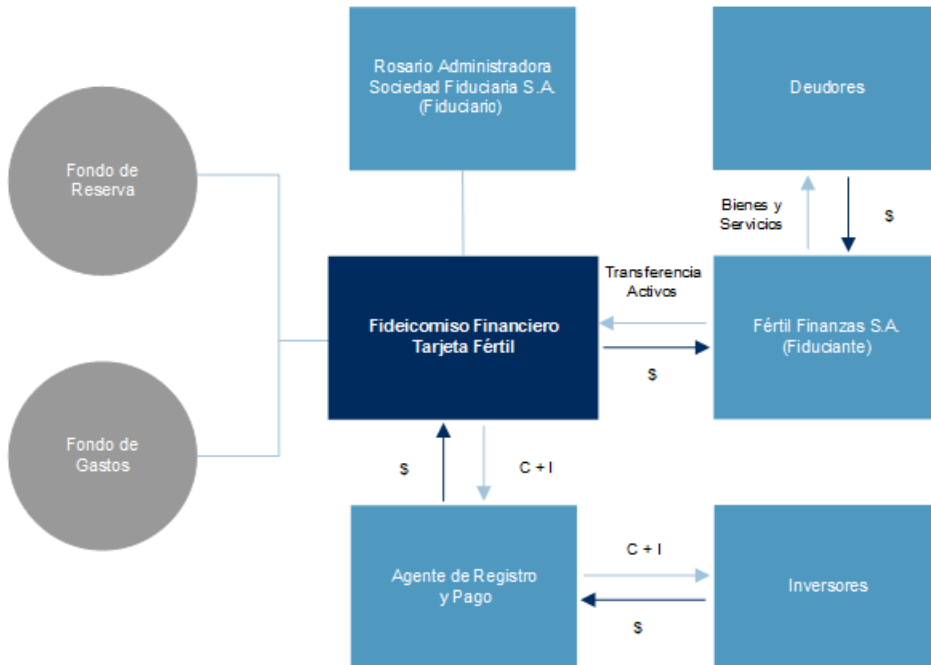 Rosario Administradora
Sociedad Fiduciaria S.A.
(Fiduciario)
Deudores
Fondo de
Reserva
Bienes y
Servicios
$
Transferencia
Activos
Fideicomiso Financiero
Tarjeta Fértil
Fértil Finanzas S.A.
(Fiduciante)
$
Fondo de
Gastos
$
C + I
Agente de Registro
y Pago
C + I
Inversores
$